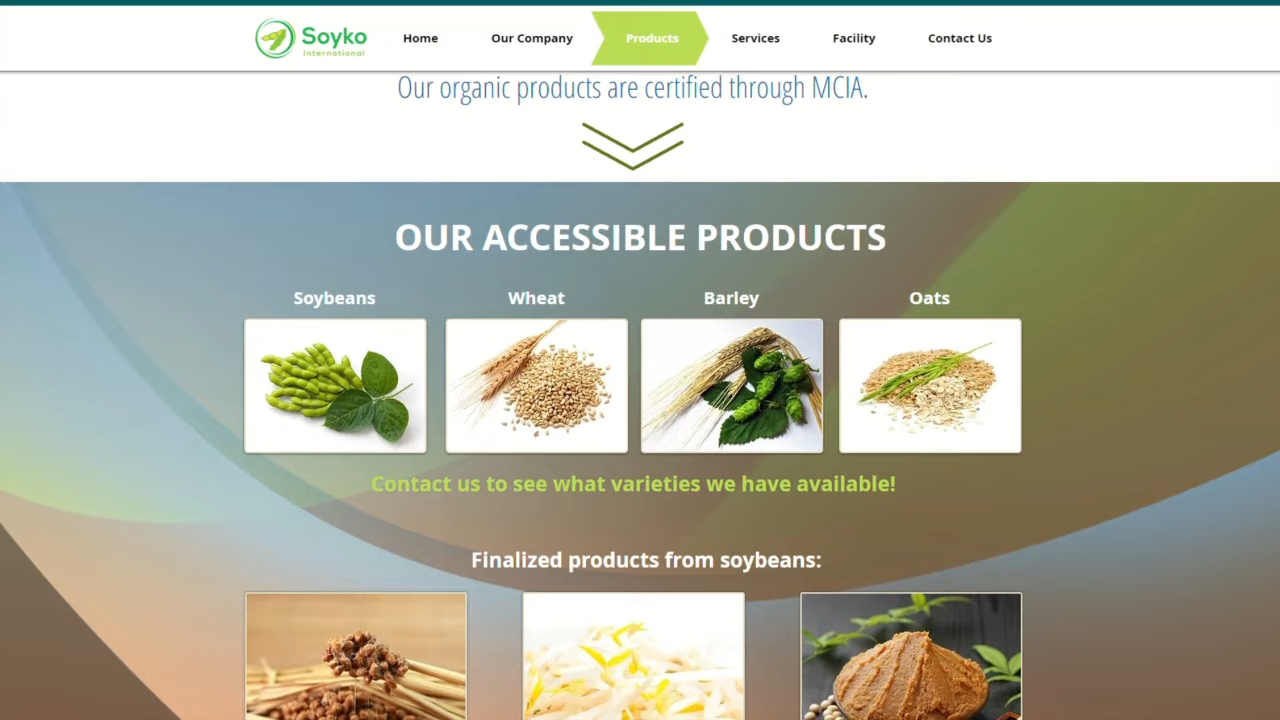 Soyko
International
Home
Our Company
Products
Services
Facility
Contact Us
Our organic products are certified through MCIA.
OUR ACCESSIBLE PRODUCTS
Soybeans
Wheat
Barley
Oats
Contact us to see what varieties we have available!
Finalized products from soybeans: